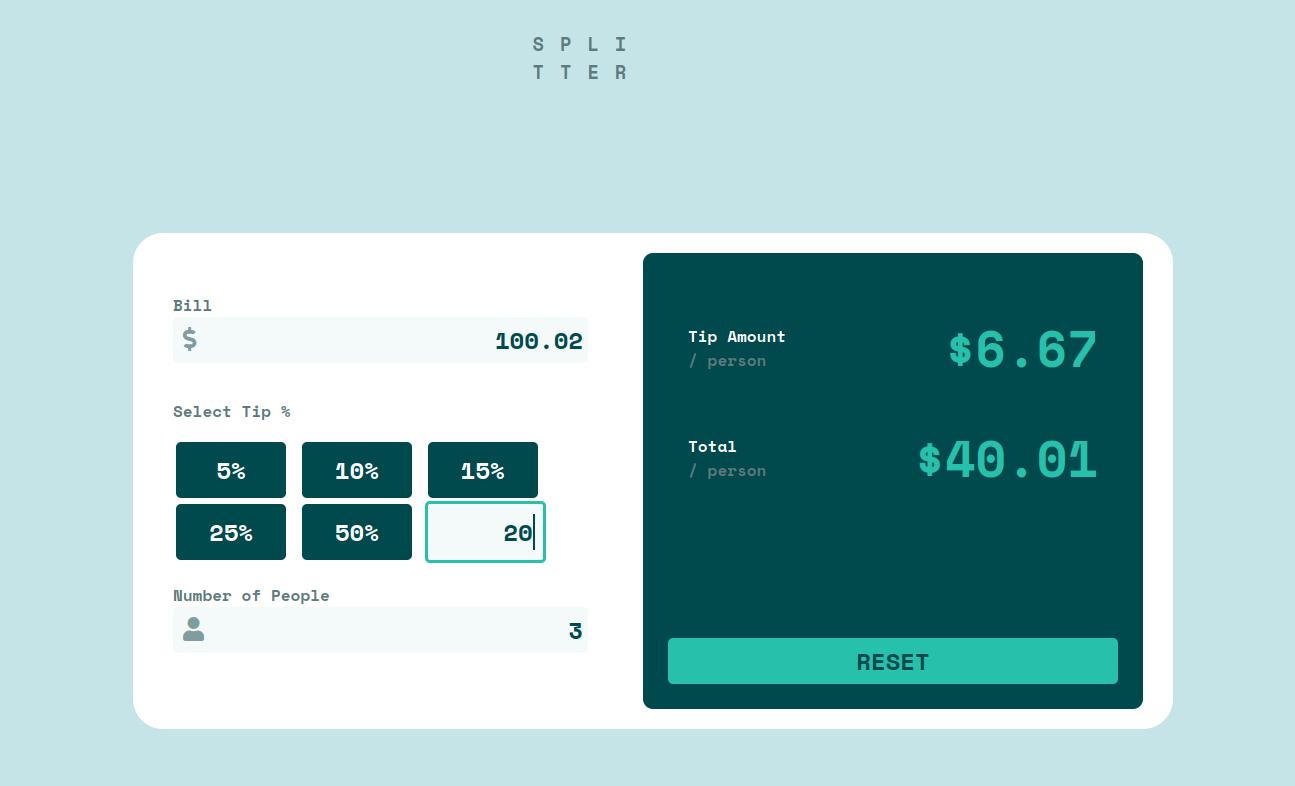 S P L I
T T E R
Bill
$ 100.02
Select Tip %
5% 10% 15%
25% 50% 20
Number of People
3
Tip Amount
/ person
$6.67
Total
/ person
$40.01
RESET